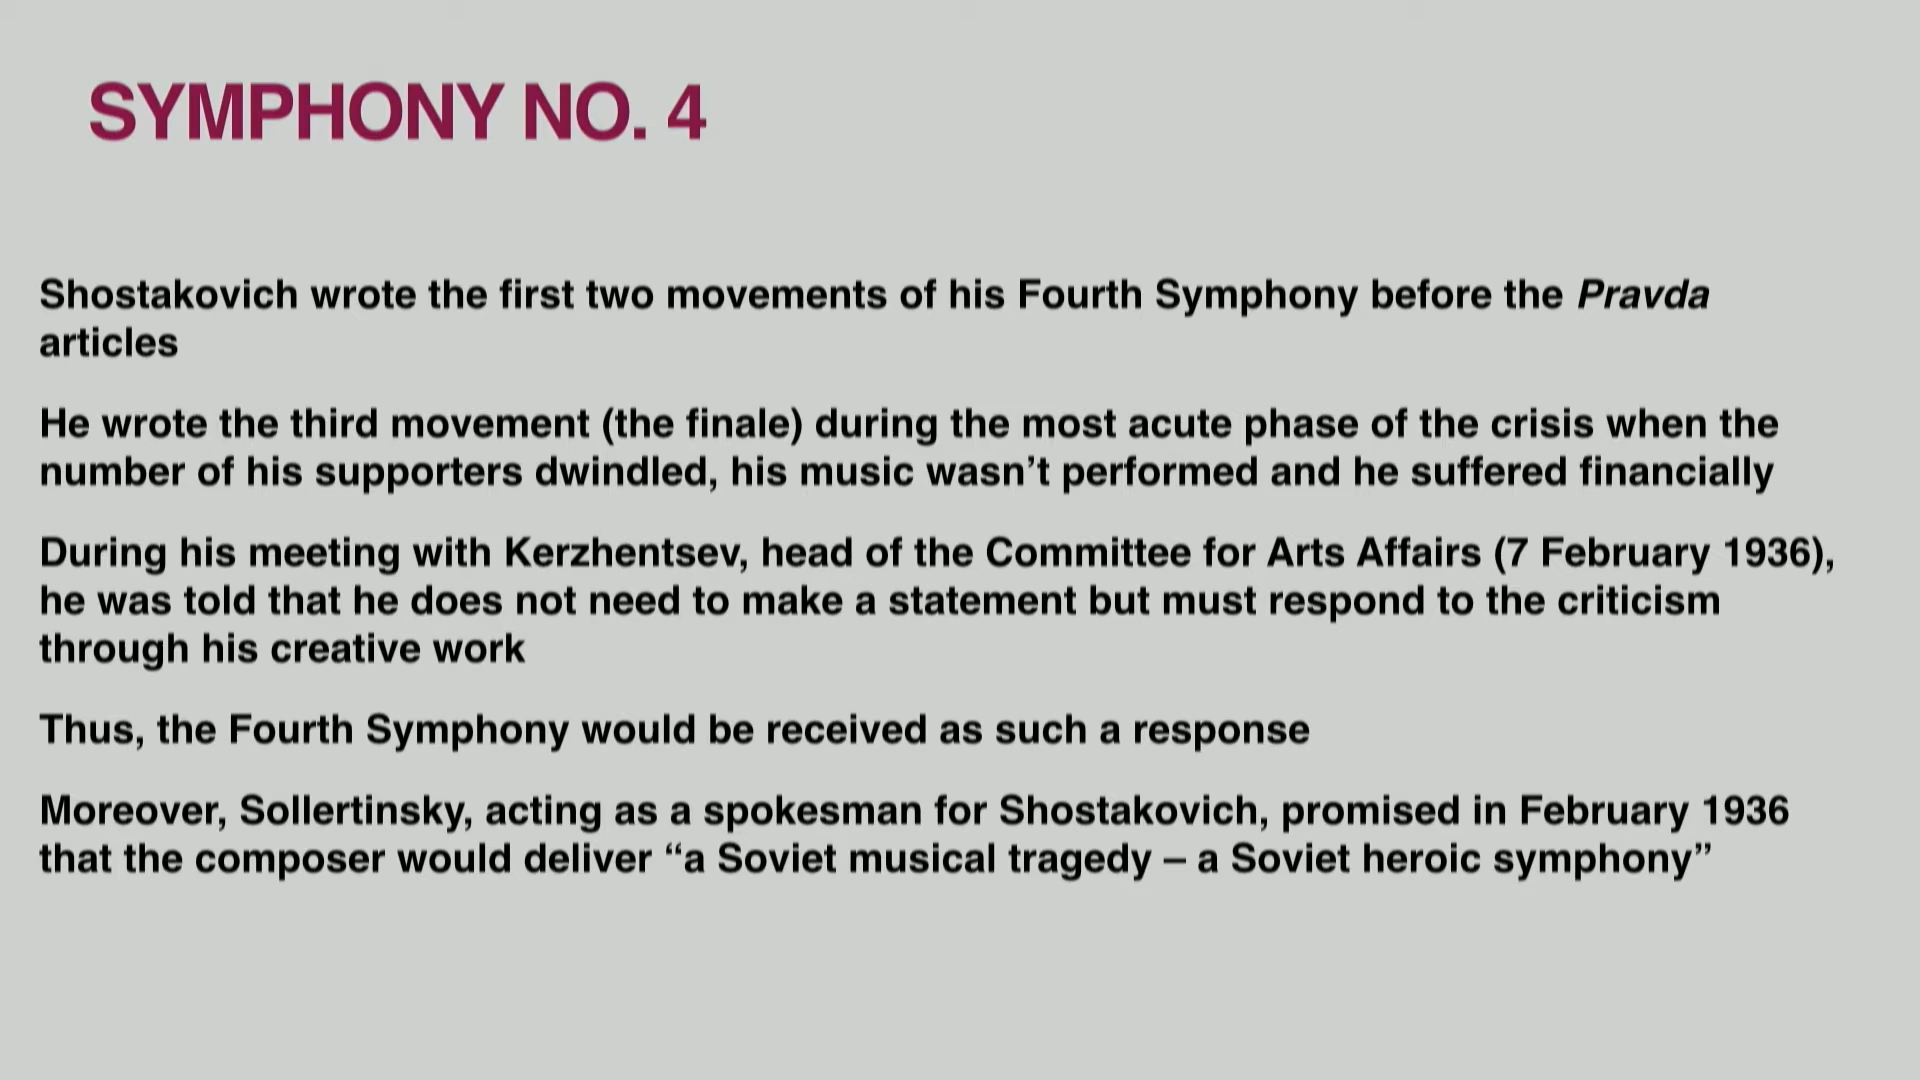 SYMPHONY NO. 4
Shostakovich wrote the first two movements of his Fourth Symphony before the Pravda
articles
He wrote the third movement (the finale) during the most acute phase of the crisis when the
number of his supporters dwindled, his music wasn’t performed and he suffered financially
During his meeting with Kerzhentsev, head of the Committee for Arts Affairs (7 February 1936),
he was told that he does not need to make a statement but must respond to the criticism
through his creative work
Thus, the Fourth Symphony would be received as such a response
Moreover, Sollertinsky, acting as a spokesman for Shostakovich, promised in February 1936
that the composer would deliver “a Soviet musical tragedy – a Soviet heroic symphony”